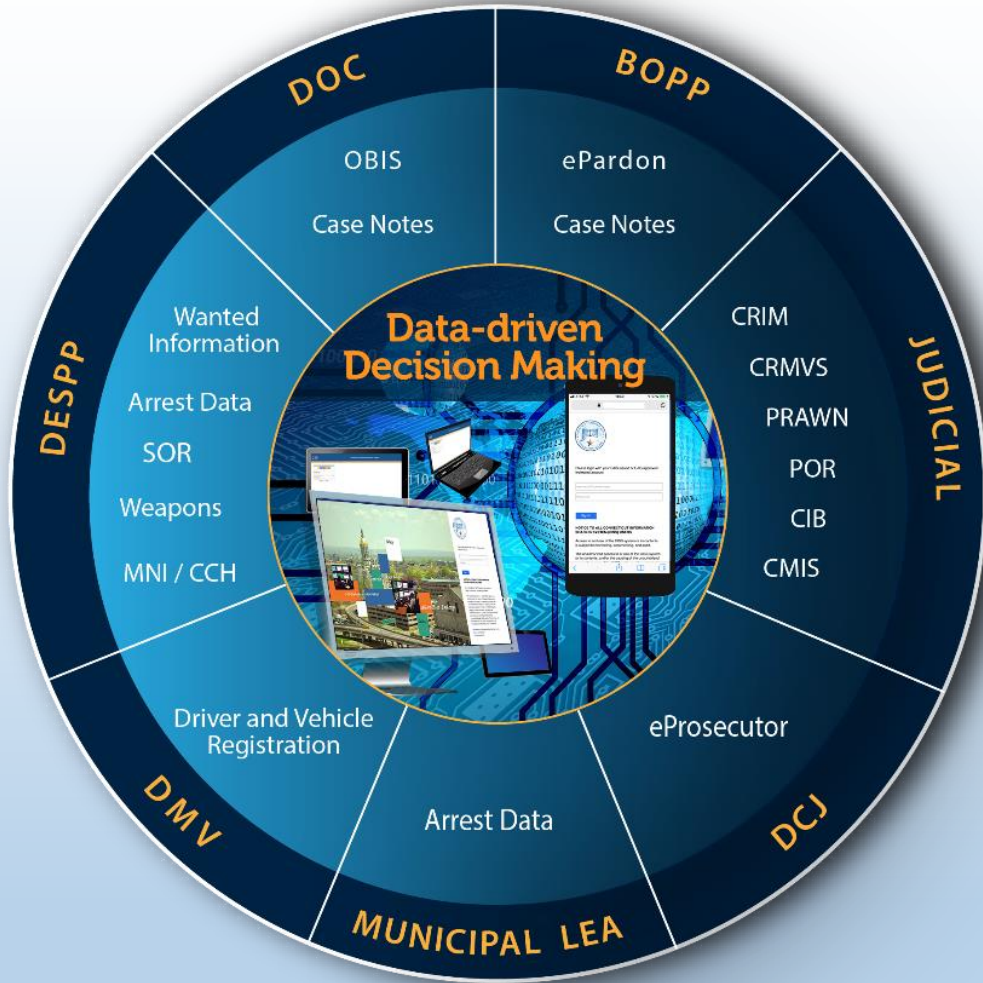 DOC
BOPP
JUDICIAL
DCJ
MUNICIPAL LEA
DMV
DESPP
OBIS
Case Notes
ePardon
Case Notes
CRIM
CRMVS
PRAWN
POR
CIB
CMIS
eProsecutor
Arrest Data
Driver and Vehicle
Registration
Wanted
Information
Arrest Data
SOR
Weapons
MNI / CCH
Data-driven
Decision Making